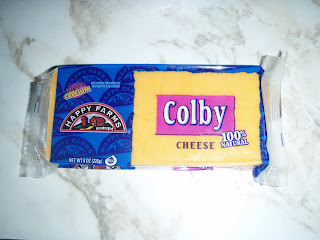 HAPPY FARMS
Colby
CHEESE
100%
NATURAL
NET WT 8 OZ (226g)